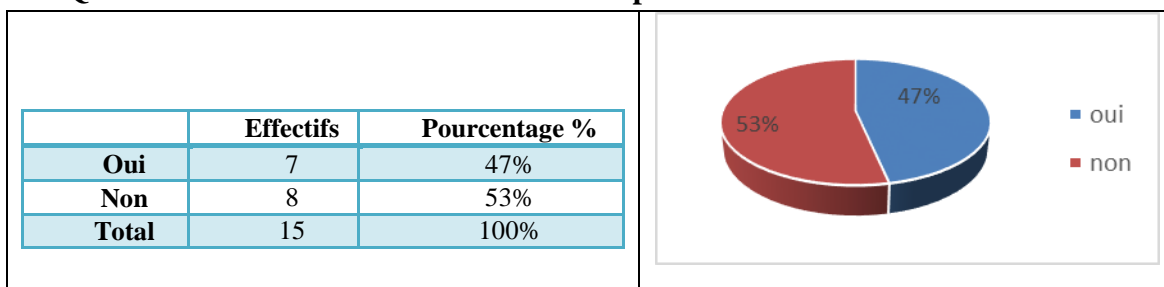 Effectifs Pourcentage %
Oui 7 47%
Non 8 53%
Total 15 100%
47%
53%
oui
non